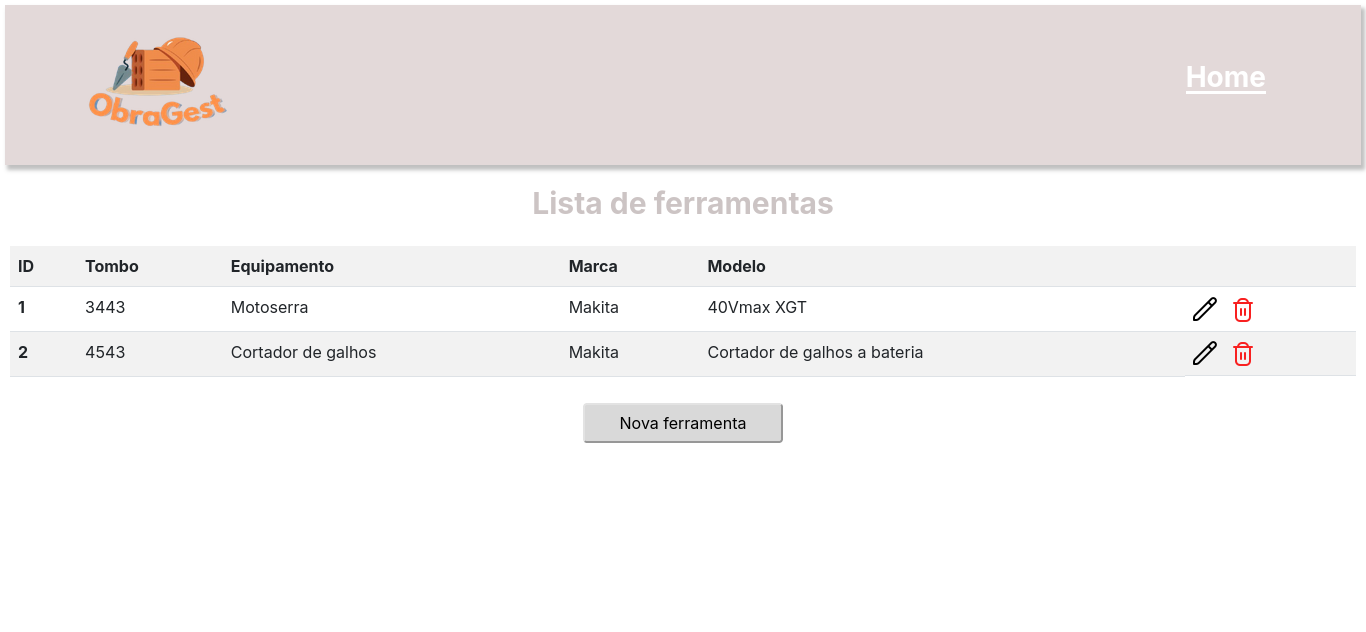 ObraGest
Home
Lista de ferramentas
ID Tombo Equipamento Marca Modelo
1 3443 Motoserra Makita 40Vmax XGT
2 4543 Cortador de galhos Makita Cortador de galhos a bateria
Nova ferramenta